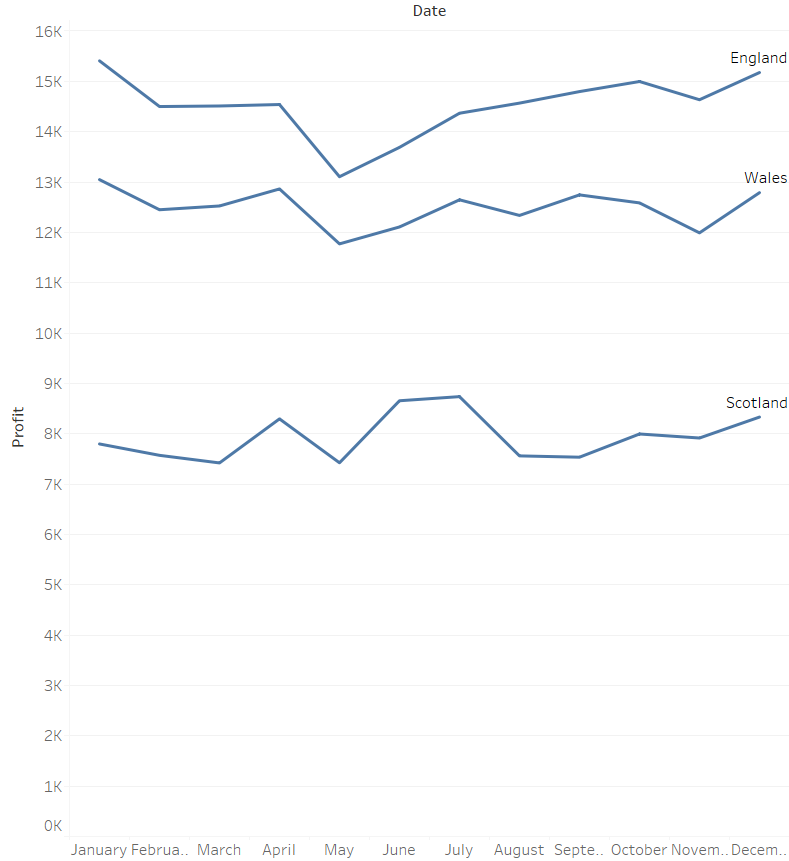 Date
16K
England
15K
14K
13K
Wales
12K
11K
10K
9K
Scotland
Profit
8K
7K
6K
5K
4K
3K
2K
1K
0K
January Februa.. March April May June July August Septe.. October Novem.. Decem..